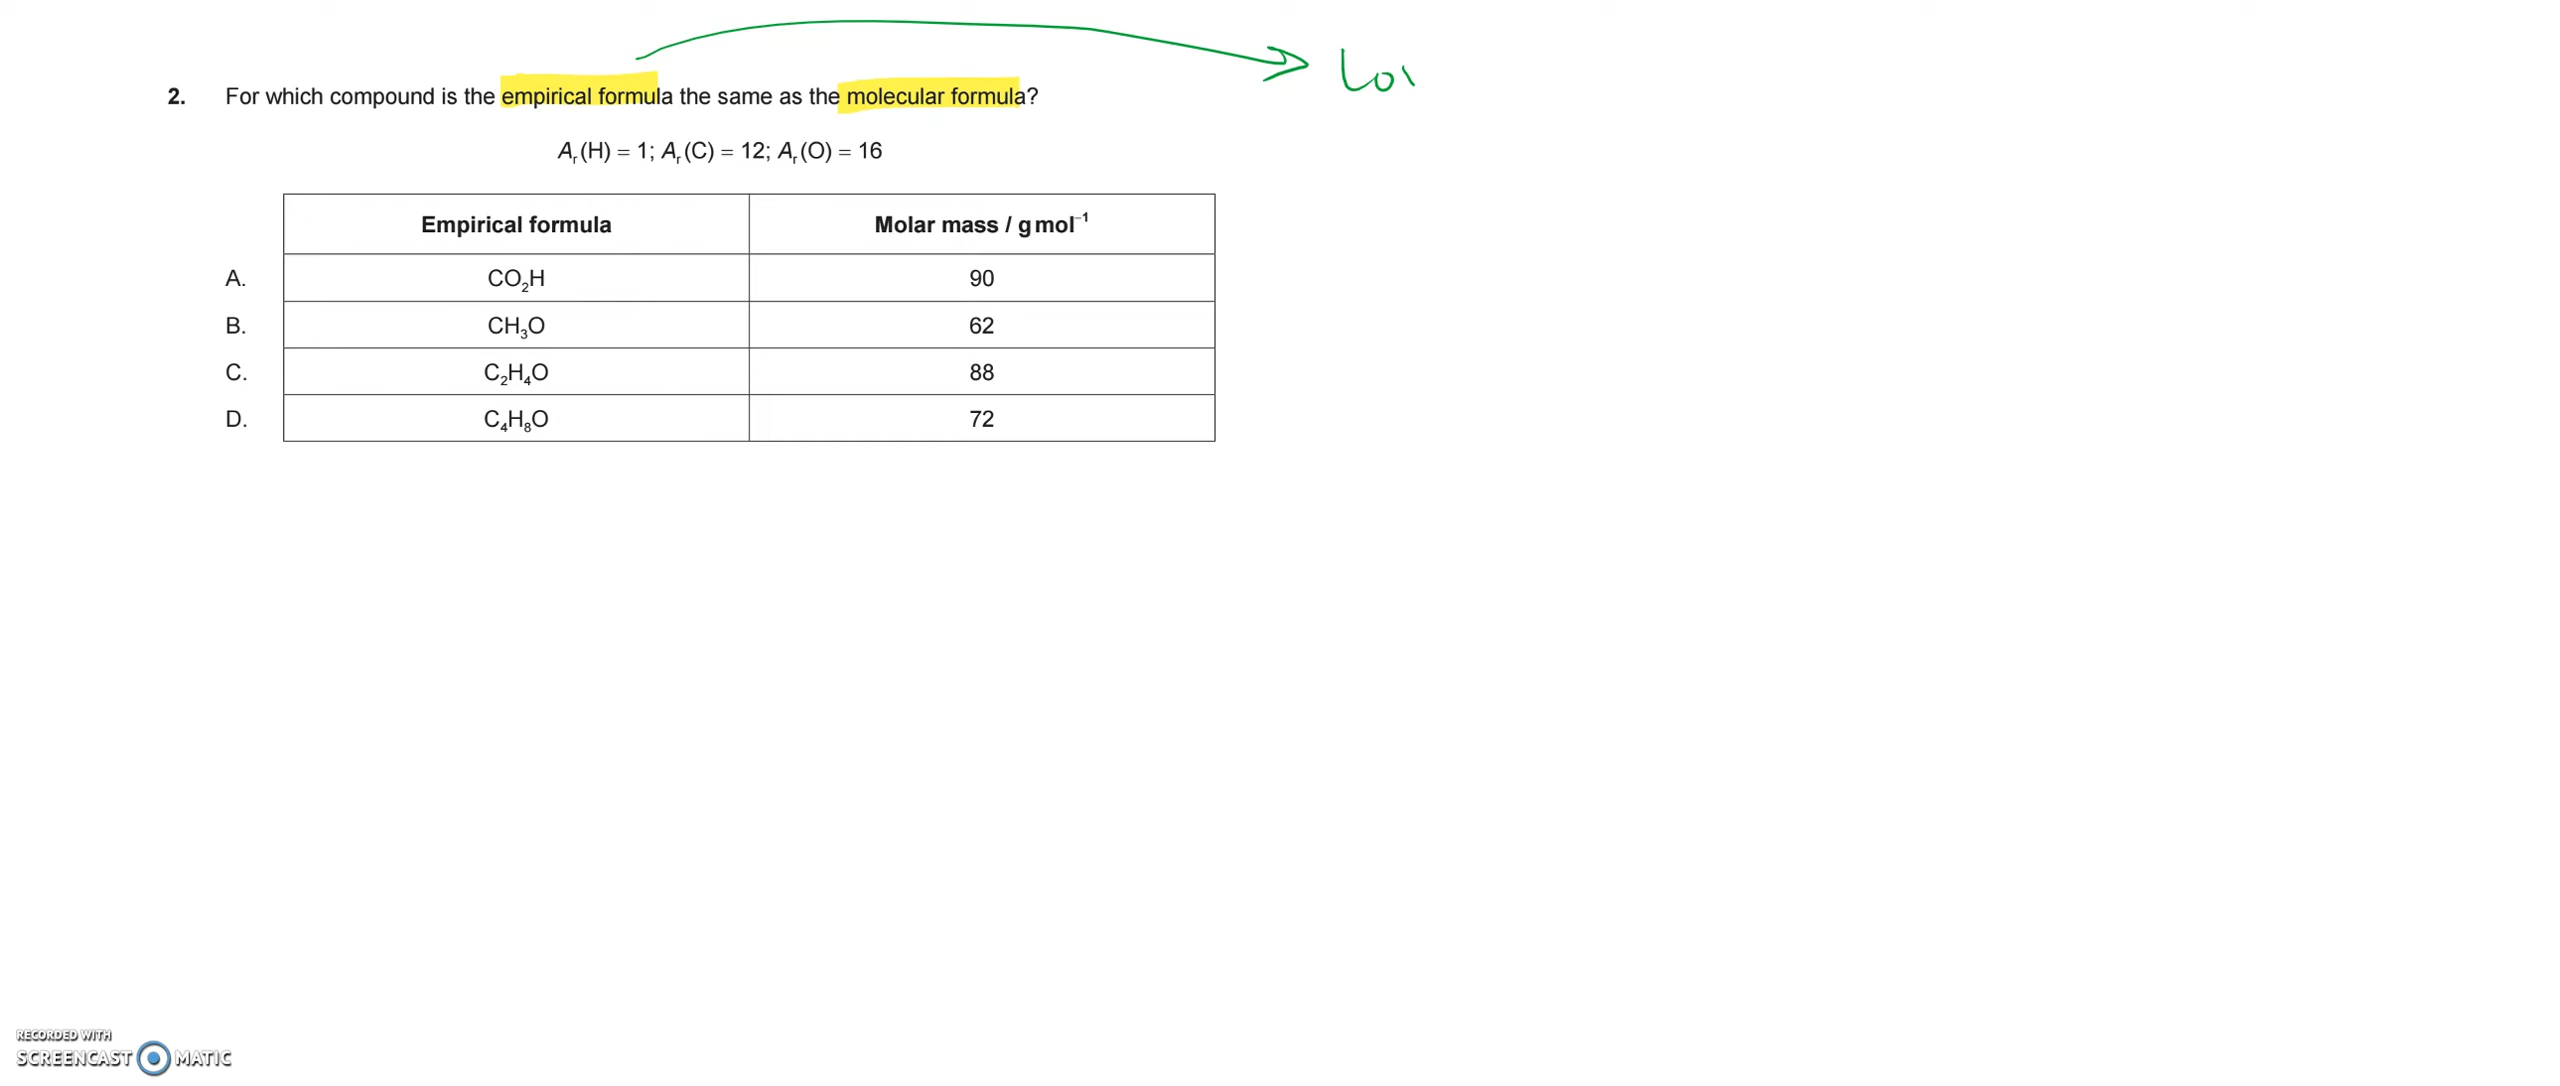 2. For which compound is the empirical formula the same as the molecular formula?
Aᵣ(H) = 1; Aᵣ(C) = 12; Aᵣ(O) = 16
Empirical formula Molar mass / g mol⁻¹
A. CO₂H 90
B. CH₃O 62
C. C₂H₄O 88
D. C₄H₈O 72
RECORDED WITH
SCREENCAST MATIC